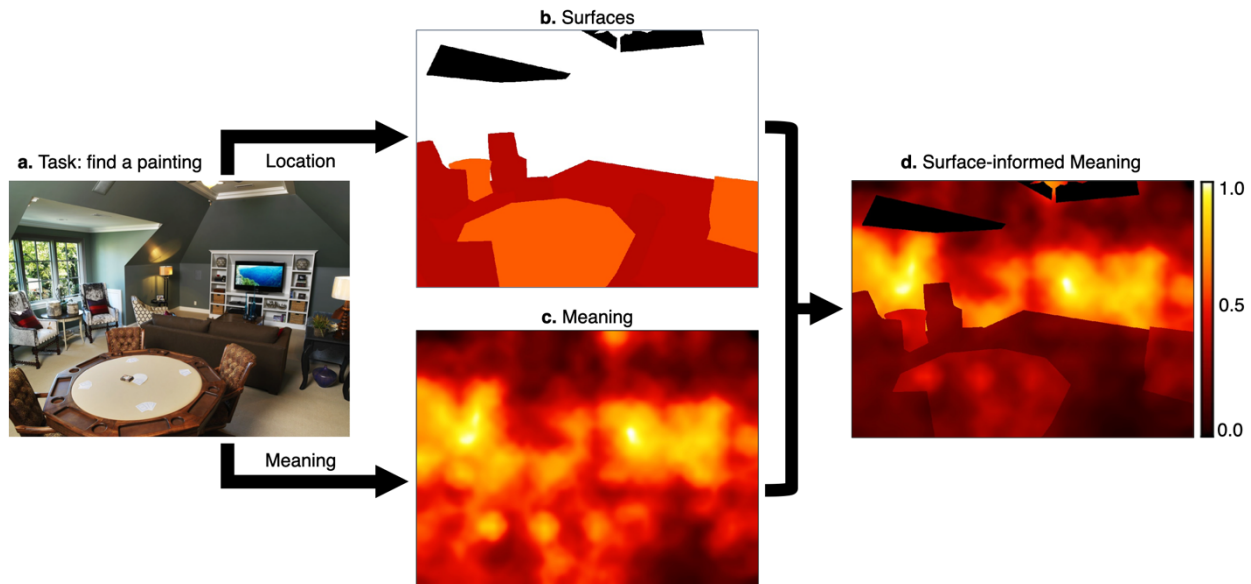 b. Surfaces
a. Task: find a painting
Location
d. Surface-informed Meaning
1.0
0.5
0.0
c. Meaning
Meaning